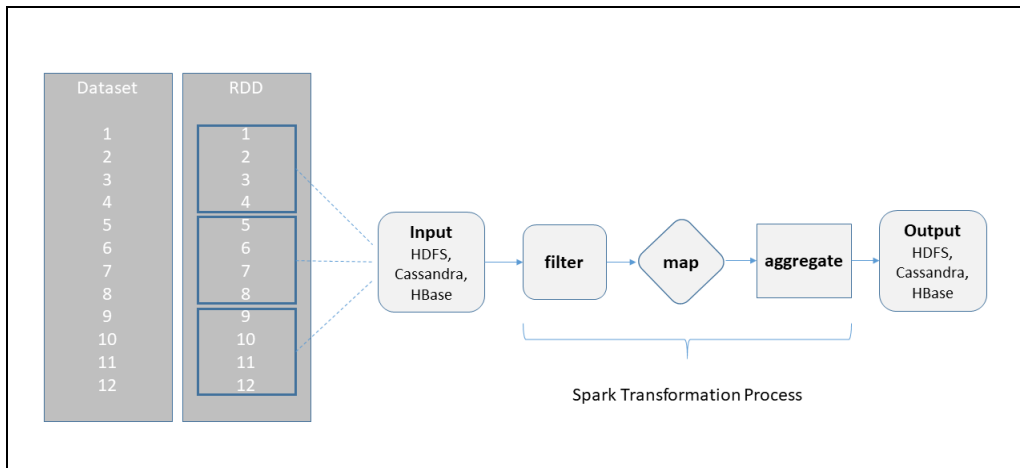 Dataset
1
2
3
4
5
6
7
8
9
10
11
12
RDD
1
2
3
4
5
6
7
8
9
10
11
12
Input
HDFS,
Cassandra,
HBase
filter
map
aggregate
Output
HDFS,
Cassandra,
HBase
Spark Transformation Process